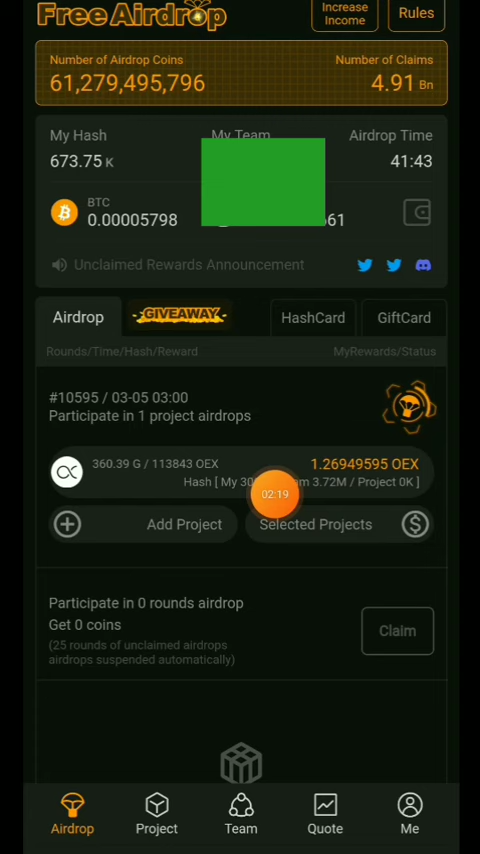 Free Airdrop
Increase
Income
Rules
Number of Airdrop Coins
Number of Claims
61,279,495,796
4.91 Bn
My Hash
My Team
Airdrop Time
673.75 K
41:43
BTC
0.00005798
661
Unclaimed Rewards Announcement
Airdrop
GIVEAWAY
HashCard
GiftCard
Rounds/Time/Hash/Reward
MyRewards/Status
#10595 / 03-05 03:00
Participate in 1 project airdrops
360.39 G / 113843 OEX
1.26949595 OEX
Hash [ My 3.72M / Project 0K ]
02:19
Add Project
Selected Projects
Participate in 0 rounds airdrop
Get 0 coins
(25 rounds of unclaimed airdrops
airdrops suspended automatically)
Claim
Airdrop
Project
Team
Quote
Me